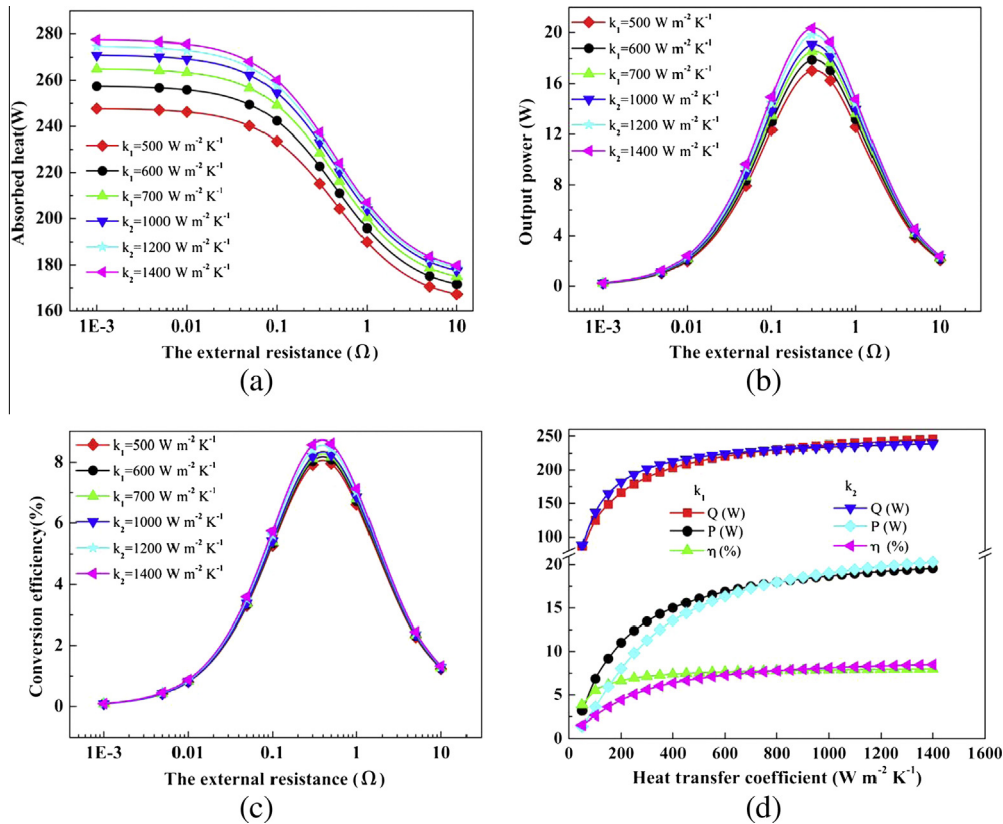 280
260
240
220
200
180
160
Absorbed heat(W)
k1=500 W m-2 K-1
k1=600 W m-2 K-1
k1=700 W m-2 K-1
k2=1000 W m-2 K-1
k2=1200 W m-2 K-1
k2=1400 W m-2 K-1
1E-3 0.01 0.1 1 10
The external resistance (Ω)
(a)
20
16
12
8
4
0
Output power (W)
k1=500 W m-2 K-1
k1=600 W m-2 K-1
k1=700 W m-2 K-1
k2=1000 W m-2 K-1
k2=1200 W m-2 K-1
k2=1400 W m-2 K-1
1E-3 0.01 0.1 1 10
The external resistance (Ω)
(b)
8
6
4
2
0
Conversion efficiency(%)
k1=500 W m-2 K-1
k1=600 W m-2 K-1
k1=700 W m-2 K-1
k2=1000 W m-2 K-1
k2=1200 W m-2 K-1
k2=1400 W m-2 K-1
1E-3 0.01 0.1 1 10
The external resistance (Ω)
(c)
250
200
150
100
20
15
10
5
0
k1
Q (W)
P (W)
η (%)
k2
Q (W)
P (W)
η (%)
0 200 400 600 800 1000 1200 1400 1600
Heat transfer coefficient (W m-2 K-1)
(d)